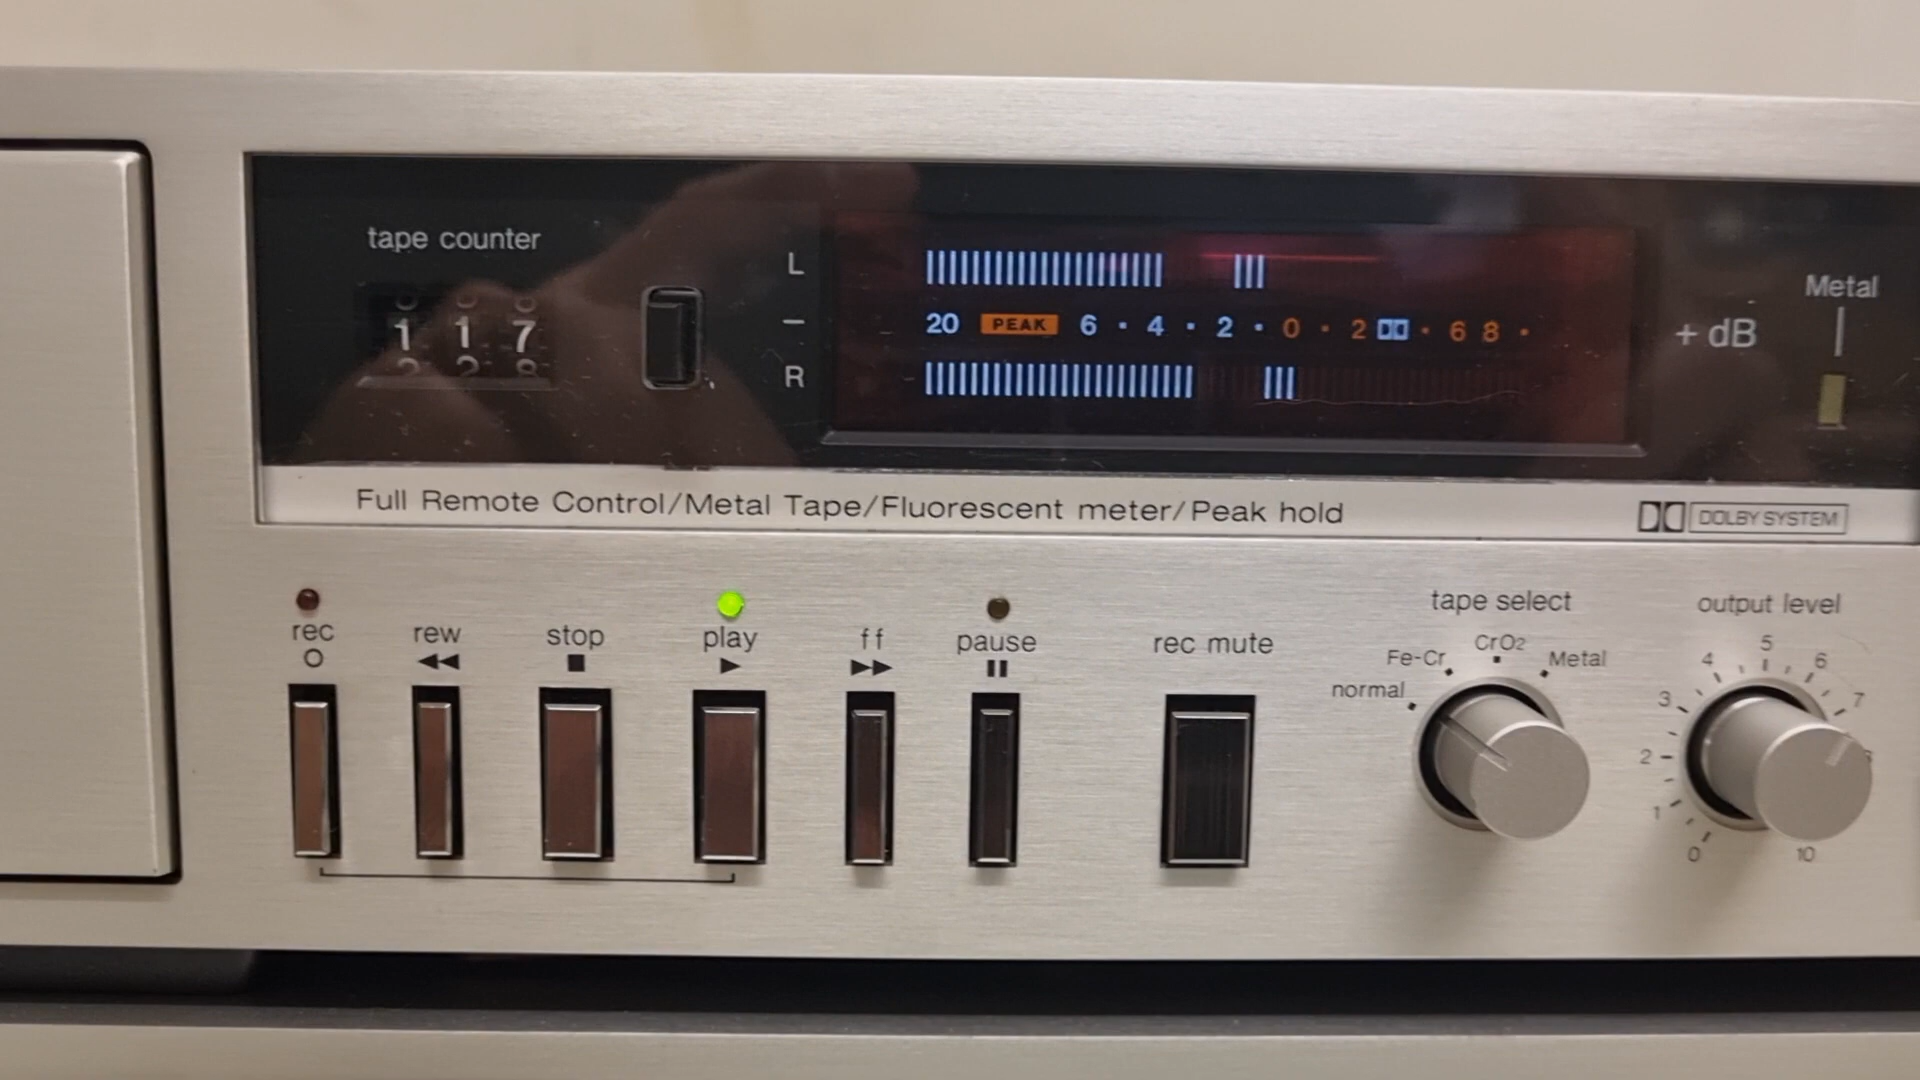 tape counter
1 1 7
L
20 PEAK 6 · 4 · 2 · 0 · 2 · 6 8 ·
R
+ dB
Metal
Full Remote Control/Metal Tape/Fluorescent meter/Peak hold
DOLBY SYSTEM
rec
rew
stop
play
ff
pause
rec mute
tape select
normal
Fe-Cr
CrO2
Metal
output level
0
1
2
3
4
5
6
7
10